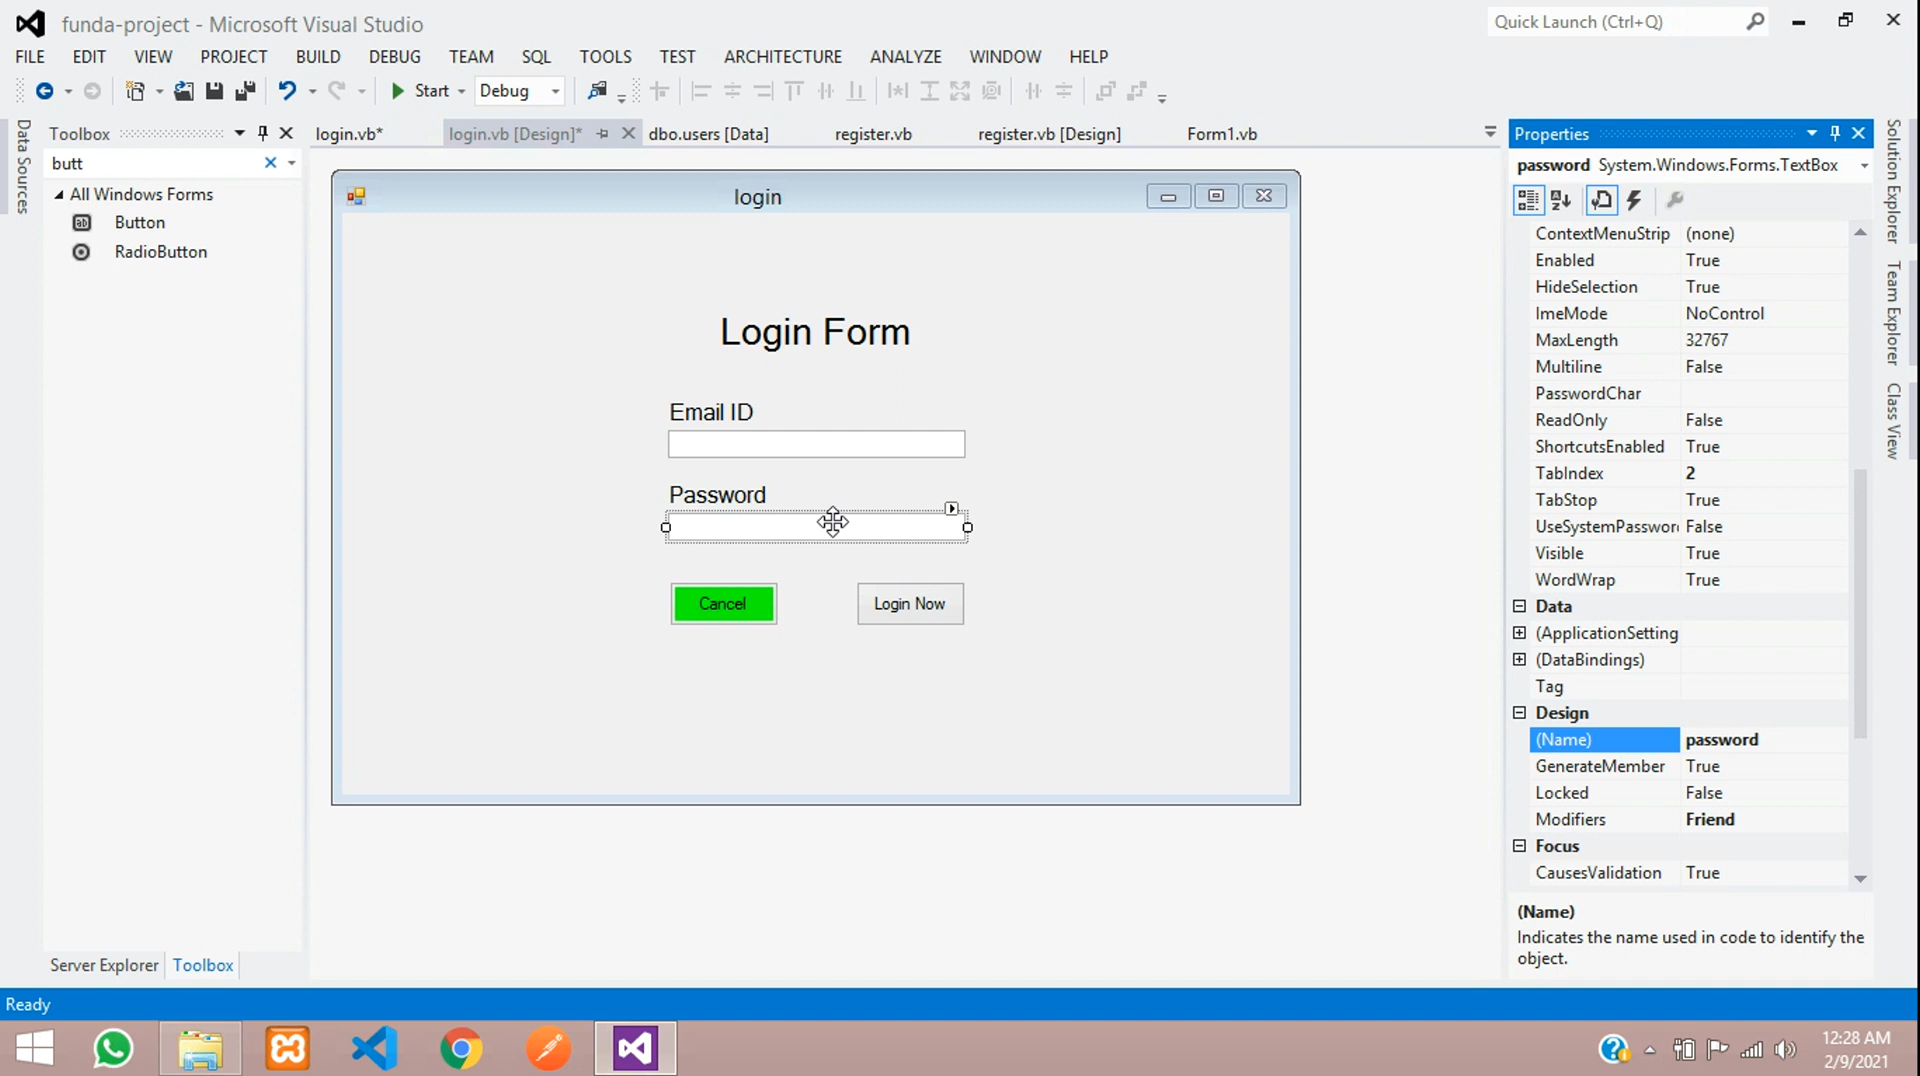 funda-project - Microsoft Visual Studio
Quick Launch (Ctrl+Q)
FILE EDIT VIEW PROJECT BUILD DEBUG TEAM SQL TOOLS TEST ARCHITECTURE ANALYZE WINDOW HELP
Start Debug
Data Sources
Toolbox
login.vb* login.vb [Design]* dbo.users [Data] register.vb register.vb [Design] Form1.vb
butt
All Windows Forms
Button
RadioButton
Server Explorer Toolbox
login
Login Form
Email ID
Password
Cancel Login Now
Properties
password System.Windows.Forms.TextBox
ContextMenuStrip (none)
Enabled True
HideSelection True
ImeMode NoControl
MaxLength 32767
Multiline False
PasswordChar
ReadOnly False
ShortcutsEnabled True
TabIndex 2
TabStop True
UseSystemPassword False
Visible True
WordWrap True
Data
(ApplicationSetting
(DataBindings)
Tag
Design
(Name) password
GenerateMember True
Locked False
Modifiers Friend
Focus
CausesValidation True
(Name)
Indicates the name used in code to identify the
object.
Solution Explorer
Team Explorer
Class View
Ready
12:28 AM
2/9/2021